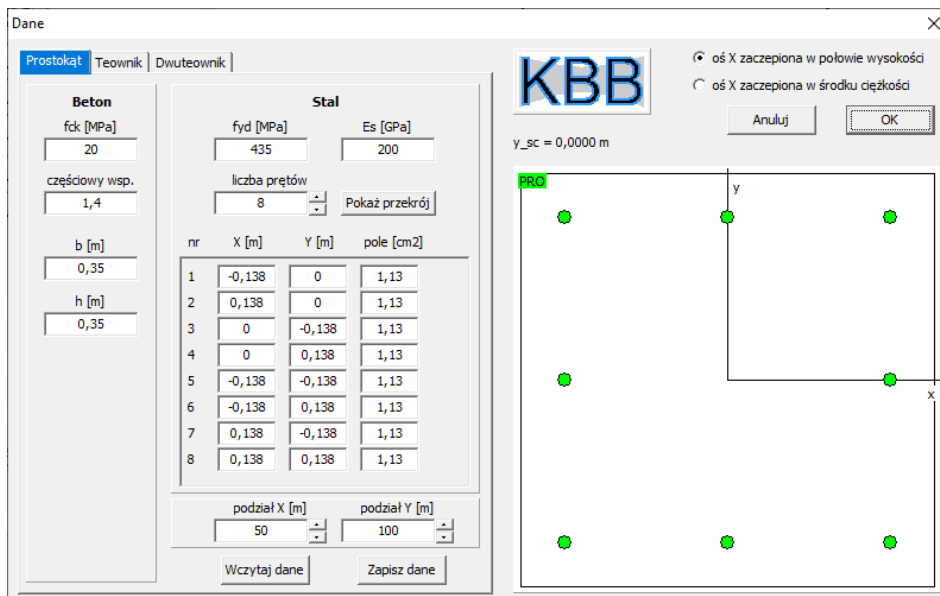 Dane
Prostokąt Teownik Dwuteownik
Beton
fck [MPa]
20
częściowy wsp.
1,4
b [m]
0,35
h [m]
0,35
Stal
fyd [MPa] Es [GPa]
435 200
liczba prętów
8 Pokaż przekrój
nr X [m] Y [m] pole [cm2]
1 -0,138 0 1,13
2 0,138 0 1,13
3 0 -0,138 1,13
4 0 0,138 1,13
5 -0,138 -0,138 1,13
6 -0,138 0,138 1,13
7 0,138 -0,138 1,13
8 0,138 0,138 1,13
podział X [m] podział Y [m]
50 100
Wczytaj dane Zapisz dane
KBB
oś X zaczepiona w połowie wysokości
oś X zaczepiona w środku ciężkości
Anuluj OK
y_sc = 0,0000 m
PRO
y
x